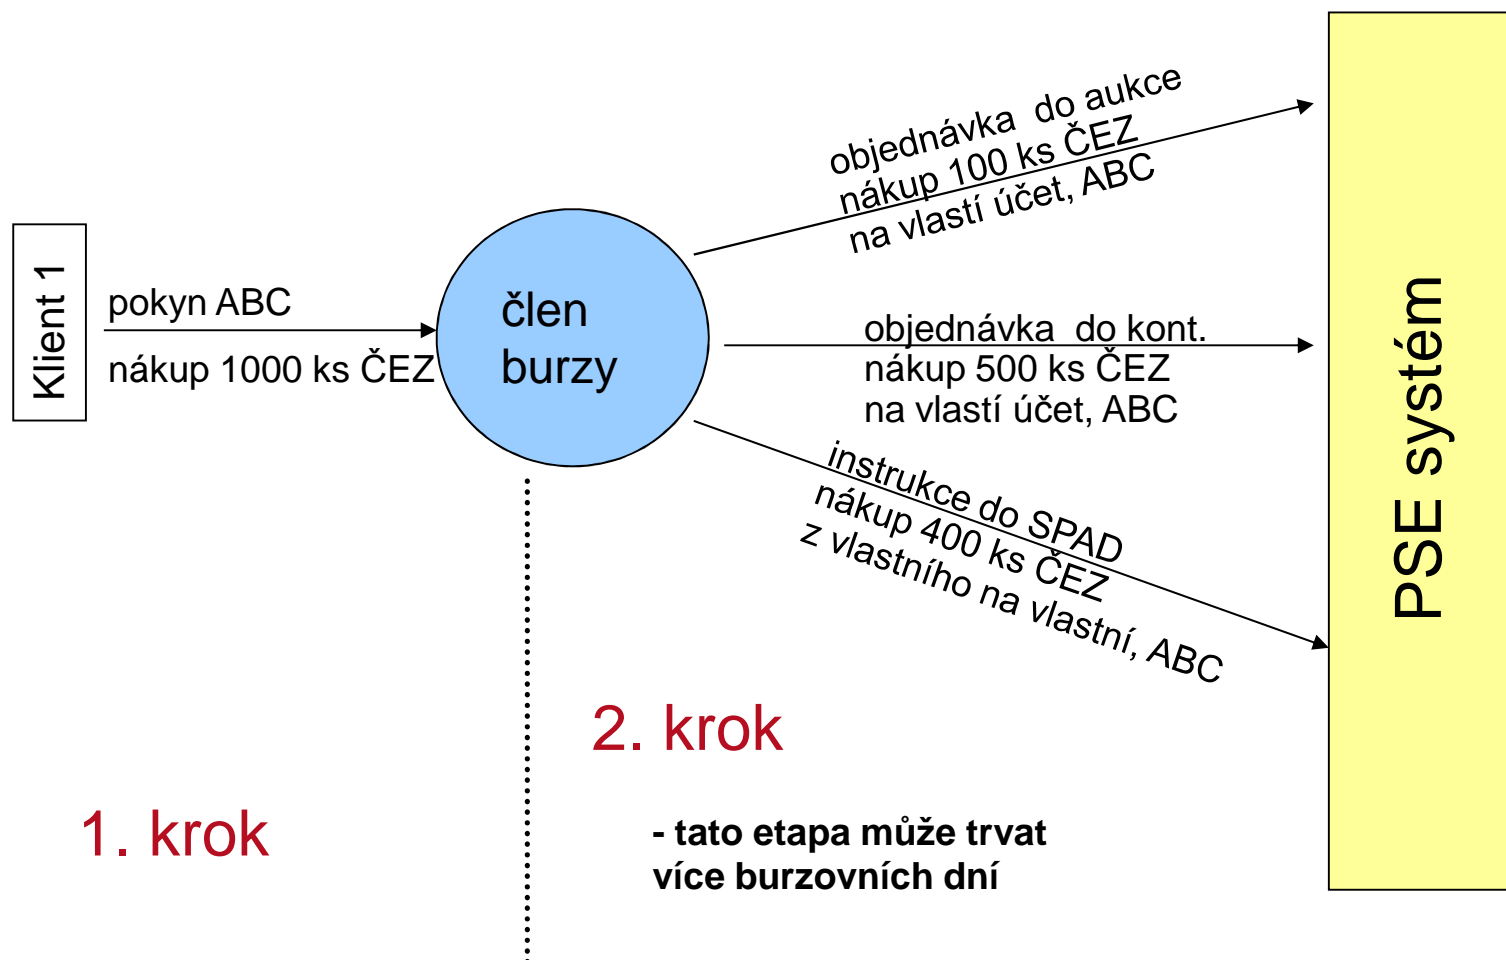 Klient 1
pokyn ABC
nákup 1000 ks ČEZ
člen
burzy
objednávka do aukce
nákup 100 ks ČEZ
na vlastí účet, ABC
objednávka do kont.
nákup 500 ks ČEZ
na vlastí účet, ABC
instrukce do SPAD
nákup 400 ks ČEZ
z vlastního na vlastní, ABC
PSE systém
1. krok
2. krok
- tato etapa může trvat
více burzovních dní